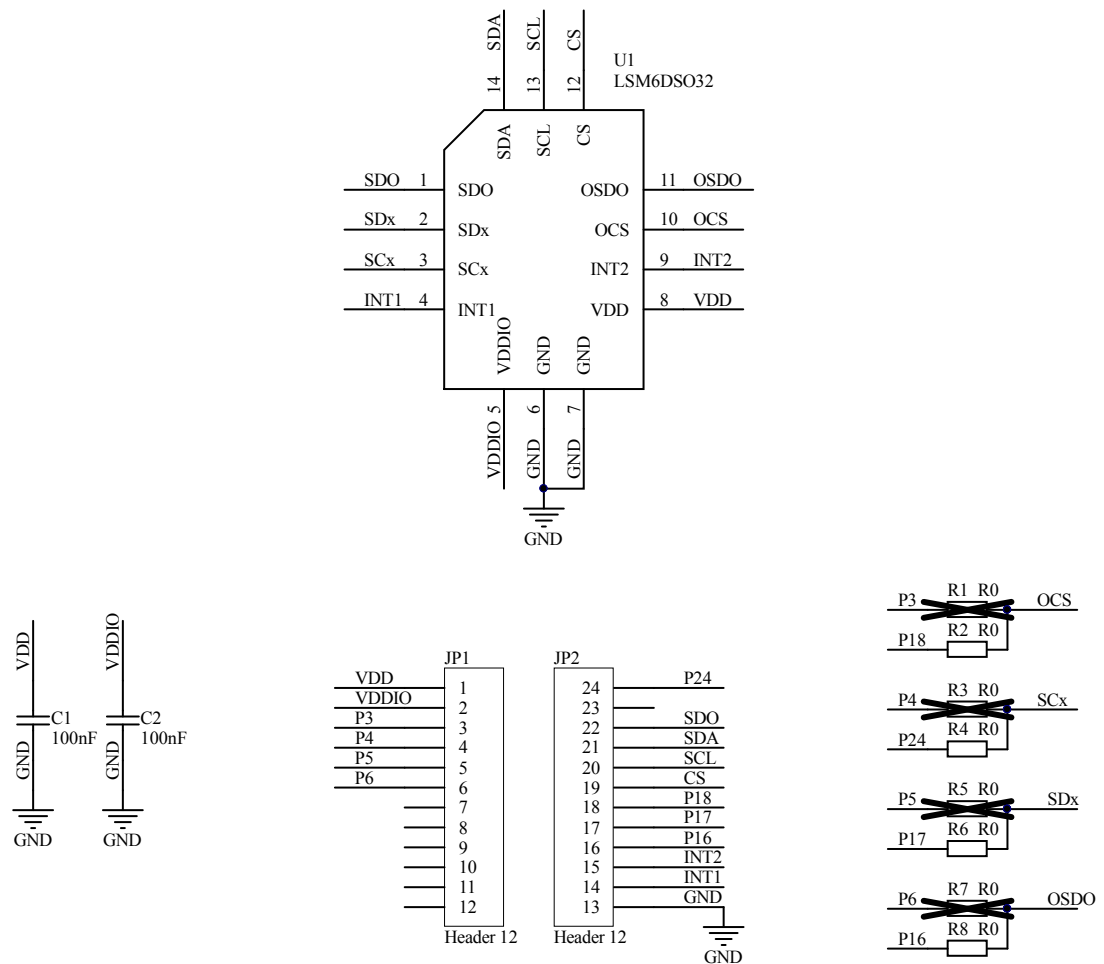 SDA
SCL
CS
14
13
12
U1
LSM6DSO32
SDA
SCL
CS
SDO 1 SDO
OSDO 11 OSDO
SDx 2 SDx
OCS 10 OCS
SCx 3 SCx
INT2 9 INT2
INT1 4 INT1
VDD 8 VDD
VDDIO
GND
GND
5
6
7
VDDIO
GND
GND
GND
VDD
C1
100nF
GND
GND
VDDIO
C2
100nF
GND
GND
JP1
VDD 1
VDDIO 2
P3 3
P4 4
P5 5
P6 6
7
8
9
10
11
12
Header 12
JP2
24 P24
23
22 SDO
21 SDA
20 SCL
19 CS
18 P18
17 P17
16 P16
15 INT2
14 INT1
13 GND
Header 12
GND
R1 R0
P3 OCS
R2 R0
P18
R3 R0
P4 SCx
R4 R0
P24
R5 R0
P5 SDx
R6 R0
P17
R7 R0
P6 OSDO
R8 R0
P16